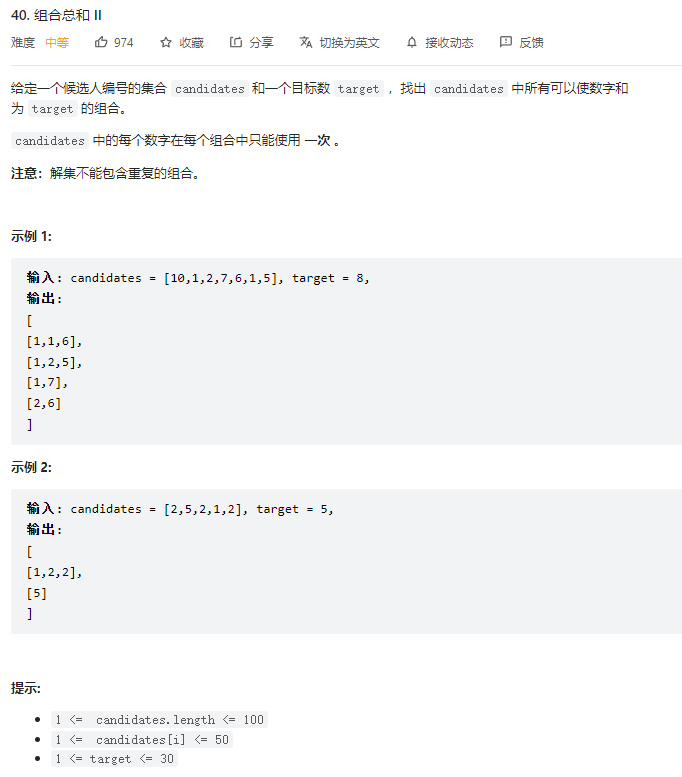 40. 组合总和 II
难度 中等 974 收藏 分享 切换为英文 接收动态 反馈
给定一个候选人编号的集合 candidates 和一个目标数 target ，找出 candidates 中所有可以使数字和
为 target 的组合。
candidates 中的每个数字在每个组合中只能使用 一次 。
注意：解集不能包含重复的组合。
示例 1:
输入: candidates = [10,1,2,7,6,1,5], target = 8,
输出:
[
[1,1,6],
[1,2,5],
[1,7],
[2,6]
]
示例 2:
输入: candidates = [2,5,2,1,2], target = 5,
输出:
[
[1,2,2],
[5]
]
提示:
• 1 <= candidates.length <= 100
• 1 <= candidates[i] <= 50
• 1 <= target <= 30